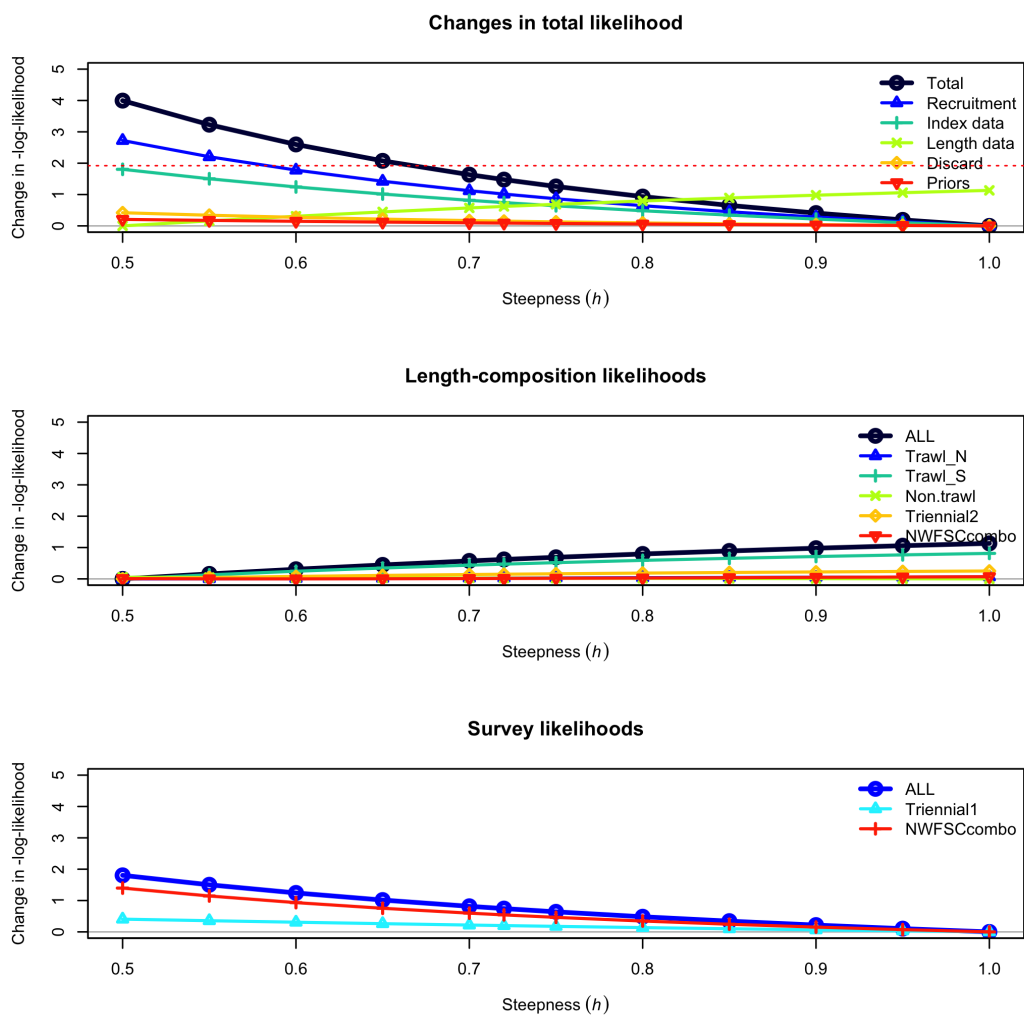 Changes in total likelihood
Change in -log-likelihood
5
4
3
2
1
0
Total
Recruitment
Index data
Length data
Discard
Priors
0.5 0.6 0.7 0.8 0.9 1.0
Steepness (h)
Length-composition likelihoods
Change in -log-likelihood
5
4
3
2
1
0
ALL
Trawl_N
Trawl_S
Non.trawl
Triennial2
NWFSCcombo
0.5 0.6 0.7 0.8 0.9 1.0
Steepness (h)
Survey likelihoods
Change in -log-likelihood
5
4
3
2
1
0
ALL
Triennial1
NWFSCcombo
0.5 0.6 0.7 0.8 0.9 1.0
Steepness (h)